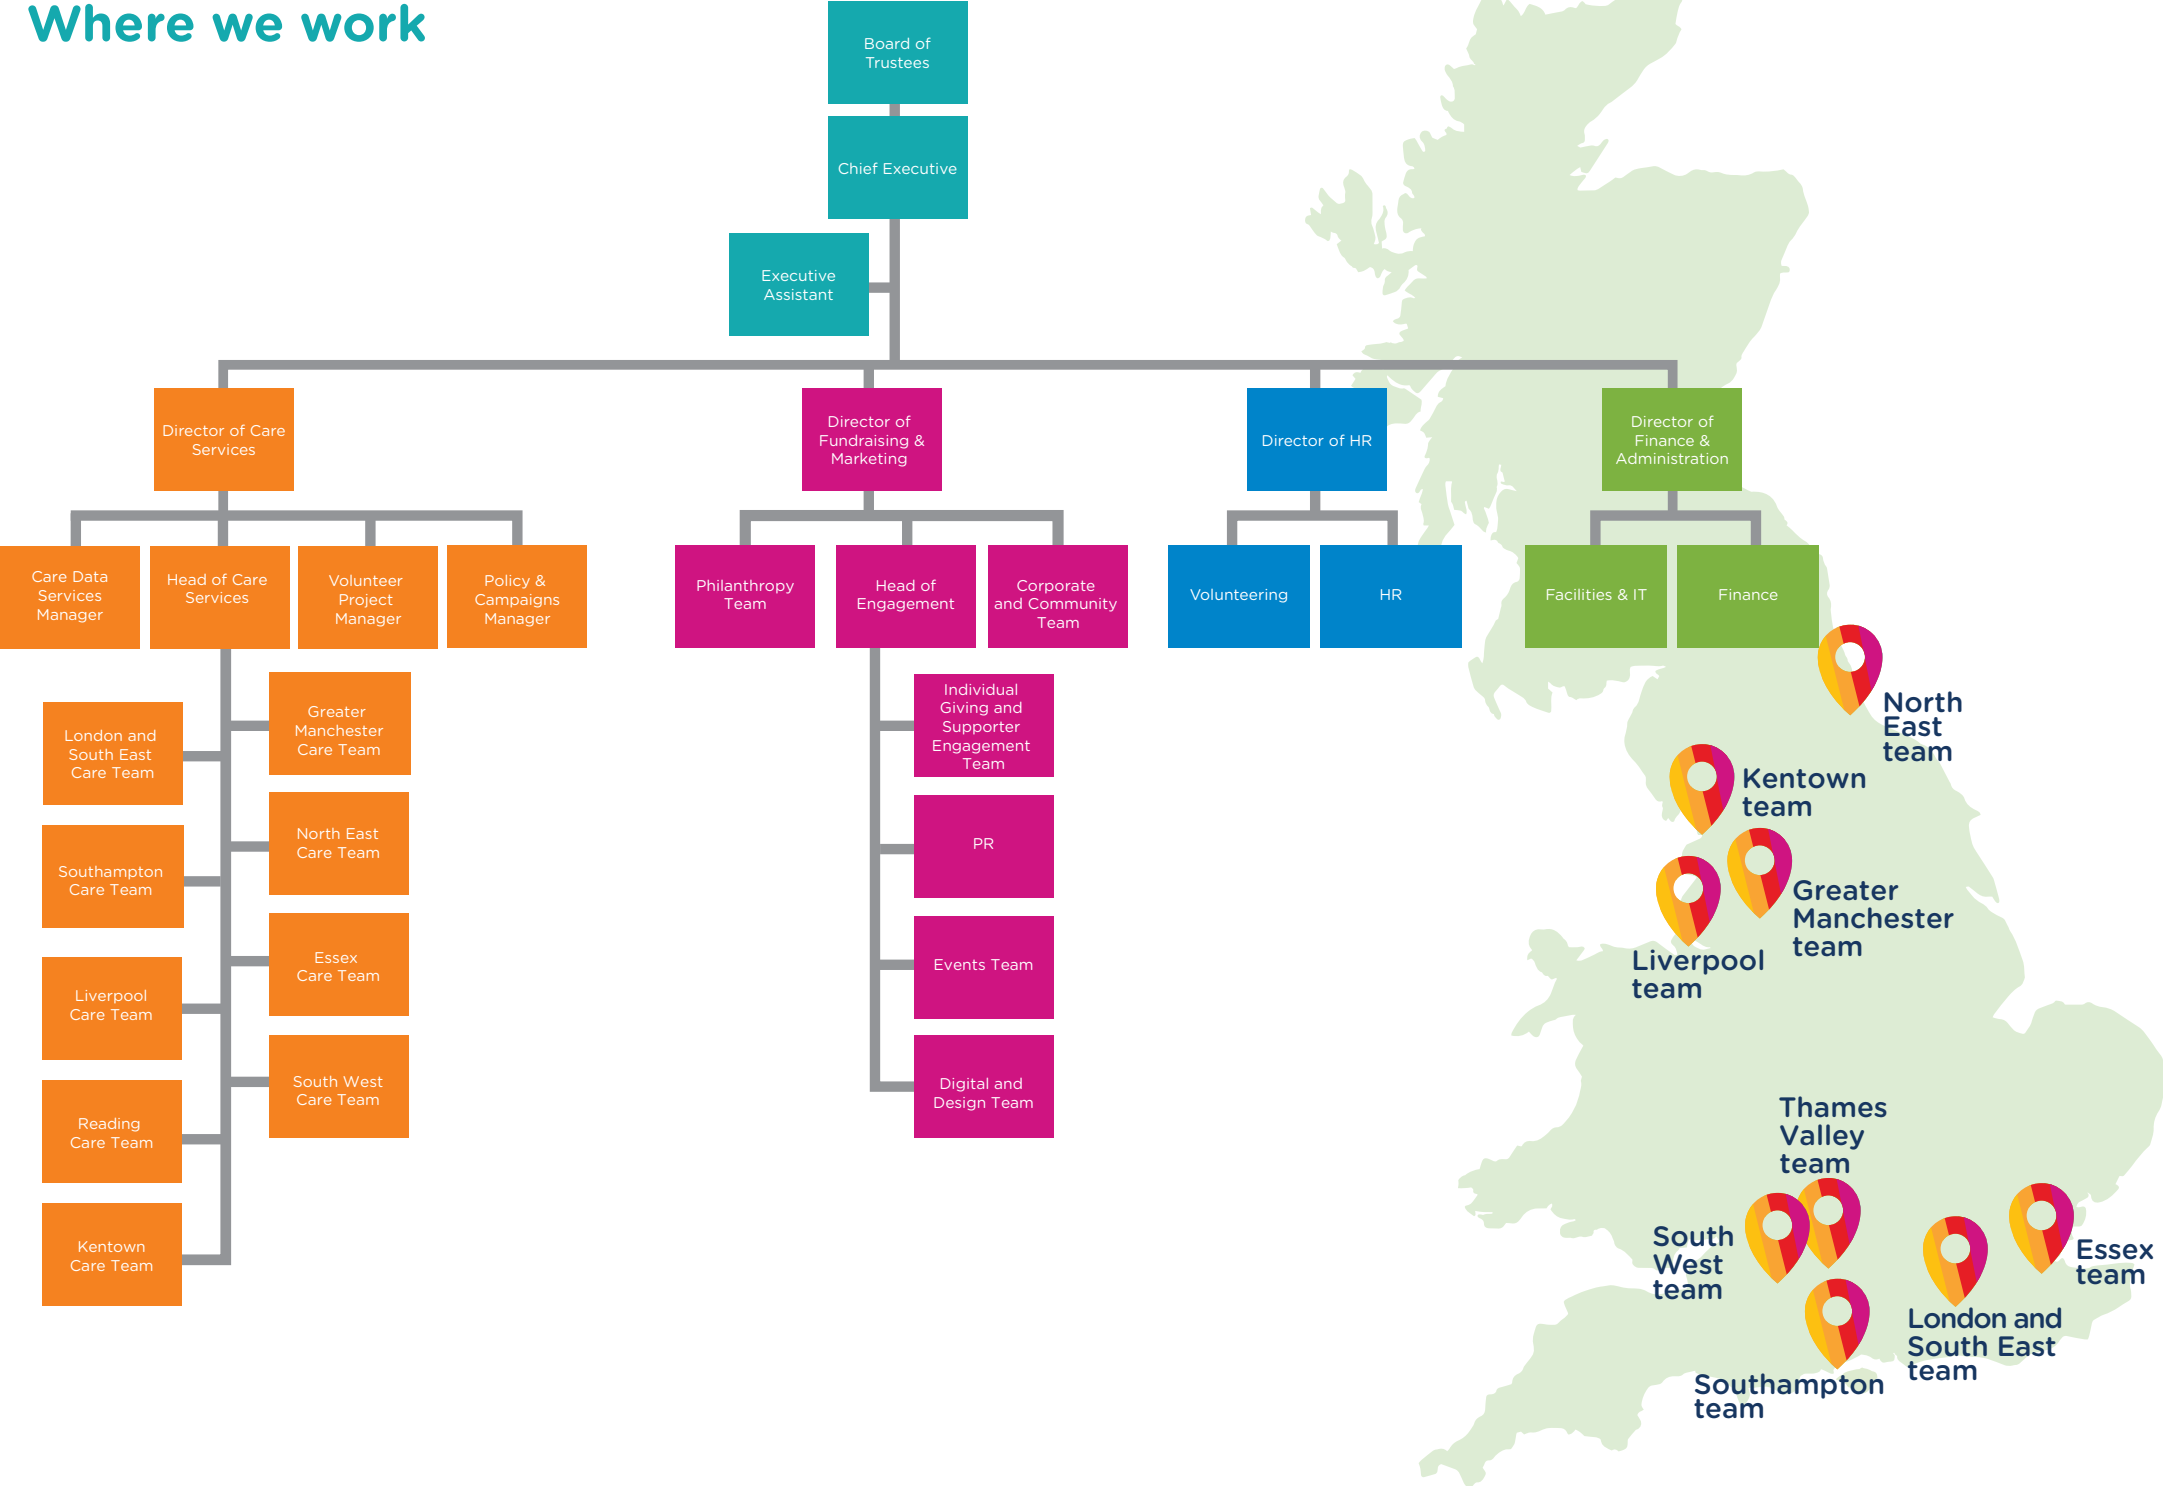 Where we work
Board of
Trustees
Chief Executive
Executive
Assistant
Director of Care
Services
Director of
Fundraising &
Marketing
Director of HR
Director of
Finance &
Administration
Care Data
Services
Manager
Head of Care
Services
Volunteer
Project
Manager
Policy &
Campaigns
Manager
Philanthropy
Team
Head of
Engagement
Corporate
and Community
Team
Volunteering
HR
Facilities & IT
Finance
London and
South East
Care Team
Greater
Manchester
Care Team
Southampton
Care Team
North East
Care Team
Liverpool
Care Team
Essex
Care Team
Reading
Care Team
South West
Care Team
Kentown
Care Team
Individual
Giving and
Supporter
Engagement
Team
PR
Events Team
Digital and
Design Team
North
East
team
Kentown
team
Greater
Manchester
team
Liverpool
team
Thames
Valley
team
South
West
team
Essex
team
London and
South East
team
Southampton
team